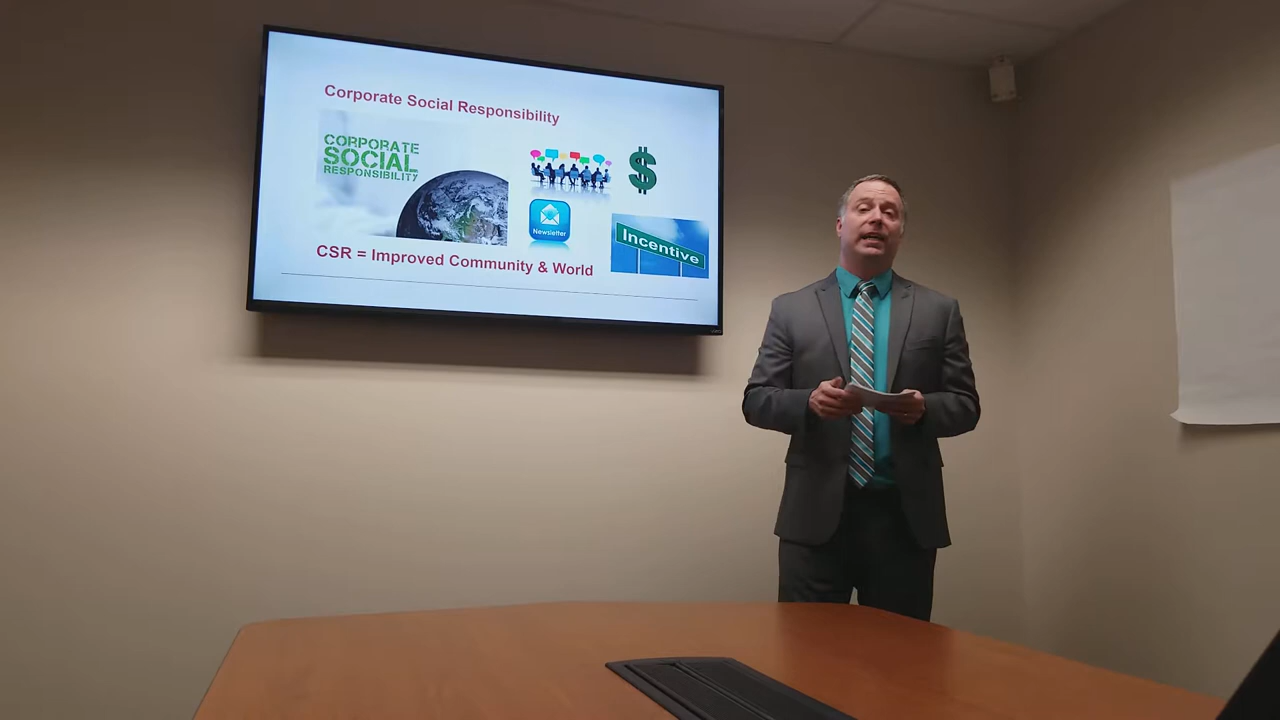 Corporate Social Responsibility
CORPORATE
SOCIAL
RESPONSIBILITY
$
Newsletter
Incentive
CSR = Improved Community & World